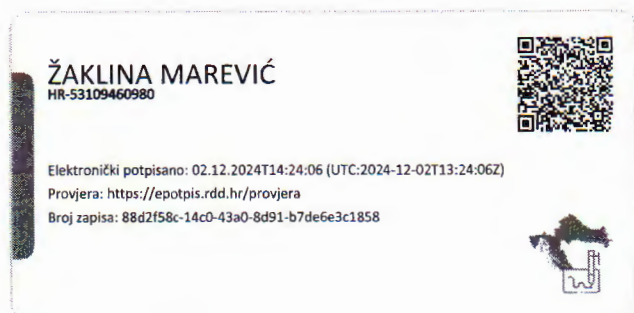 ŽAKLINA MAREVIĆ
HR-53109460980
Elektronički potpisano: 02.12.2024T14:24:06 (UTC:2024-12-02T13:24:06Z)
Provjera: https://epotpis.rdd.hr/provjera
Broj zapisa: 88d2f58c-14c0-43a0-8d91-b7de6e3c1858